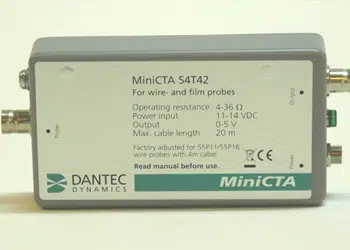 MiniCTA 54T42
For wire- and film probes
Operating resistance 4-36 Ω
Power input 11-14 VDC
Output 0-5 V
Max. cable length 20 m
Factory adjusted for 55P11/55P16
wire probes with 4m cable
Read manual before use.
Probe
Output
Power
DANTEC
DYNAMICS
MiniCTA
CE